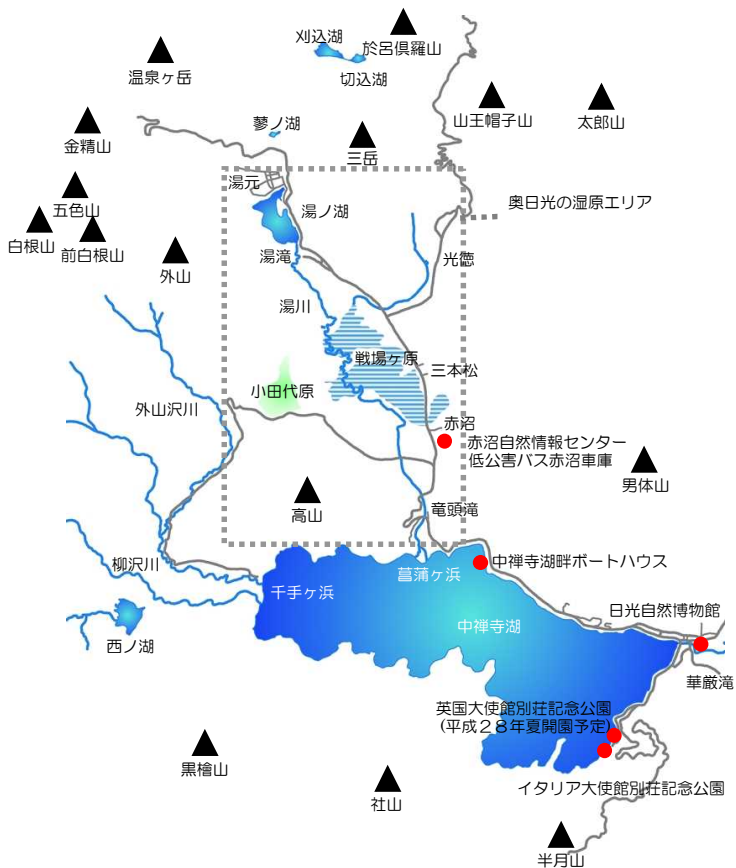 刈込湖
於呂倶羅山
温泉ヶ岳
切込湖
山王帽子山
太郎山
蓼ノ湖
金精山
三岳
湯元
五色山
湯ノ湖
奥日光の湿原エリア
白根山
前白根山
外山
湯滝
光徳
湯川
戦場ヶ原
三本松
小田代原
外山沢川
赤沼
赤沼自然情報センター
低公害バス赤沼車庫
男体山
高山
竜頭滝
柳沢川
菖蒲ヶ浜
中禅寺湖畔ボートハウス
千手ヶ浜
日光自然博物館
中禅寺湖
西ノ湖
華厳滝
英国大使館別荘記念公園
(平成28年夏開園予定)
黒檜山
社山
イタリア大使館別荘記念公園
半月山